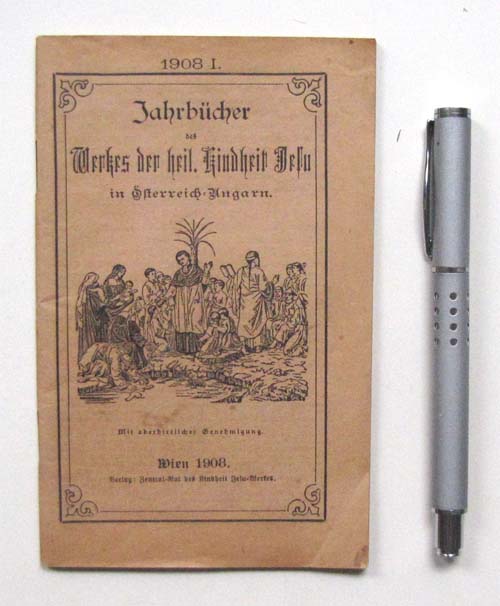 1908 I.
Jahrbücher
des
Werkes der heil. Kindheit Jesu
in Österreich-Ungarn.
Mit oberhirtlicher Genehmigung.
Wien 1908.
Verlag: Zentral-Rat des Kindheit Jesu-Werkes.